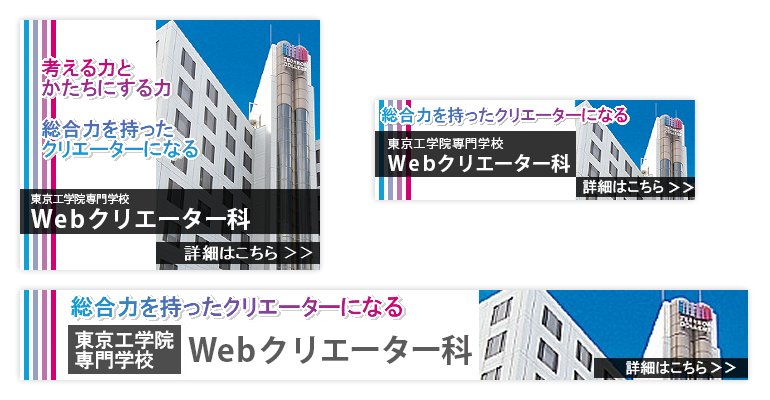 考える力と
かたちにする力
総合力を持った
クリエーターになる
TECHNOS
COLLEGE
東京工学院専門学校
Webクリエーター科
詳細はこちら >>
総合力を持ったクリエーターになる
東京工学院専門学校
Webクリエーター科
詳細はこちら >>
総合力を持ったクリエーターになる
東京工学院
専門学校
Webクリエーター科
TECHNOS
COLLEGE
詳細はこちら >>